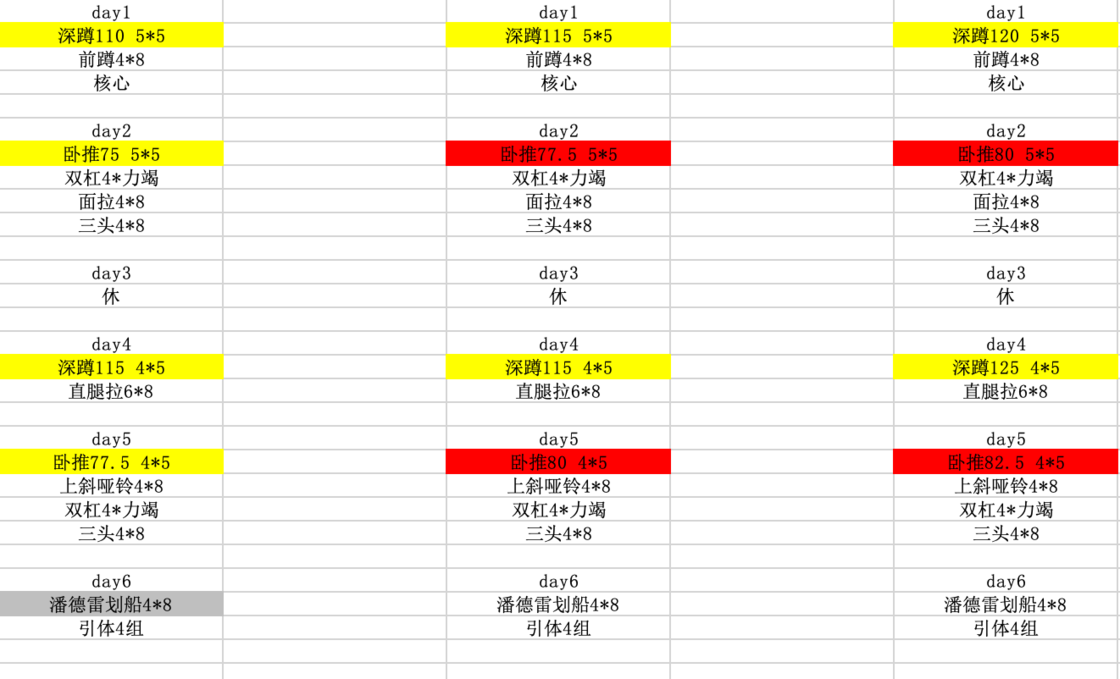 day1
深蹲110 5*5
前蹲4*8
核心
day2
卧推75 5*5
双杠4*力竭
面拉4*8
三头4*8
day3
休
day4
深蹲115 4*5
直腿拉6*8
day5
卧推77.5 4*5
上斜哑铃4*8
双杠4*力竭
三头4*8
day6
潘德雷划船4*8
引体4组
day1
深蹲115 5*5
前蹲4*8
核心
day2
卧推77.5 5*5
双杠4*力竭
面拉4*8
三头4*8
day3
休
day4
深蹲115 4*5
直腿拉6*8
day5
卧推80 4*5
上斜哑铃4*8
双杠4*力竭
三头4*8
day6
潘德雷划船4*8
引体4组
day1
深蹲120 5*5
前蹲4*8
核心
day2
卧推80 5*5
双杠4*力竭
面拉4*8
三头4*8
day3
休
day4
深蹲125 4*5
直腿拉6*8
day5
卧推82.5 4*5
上斜哑铃4*8
双杠4*力竭
三头4*8
day6
潘德雷划船4*8
引体4组